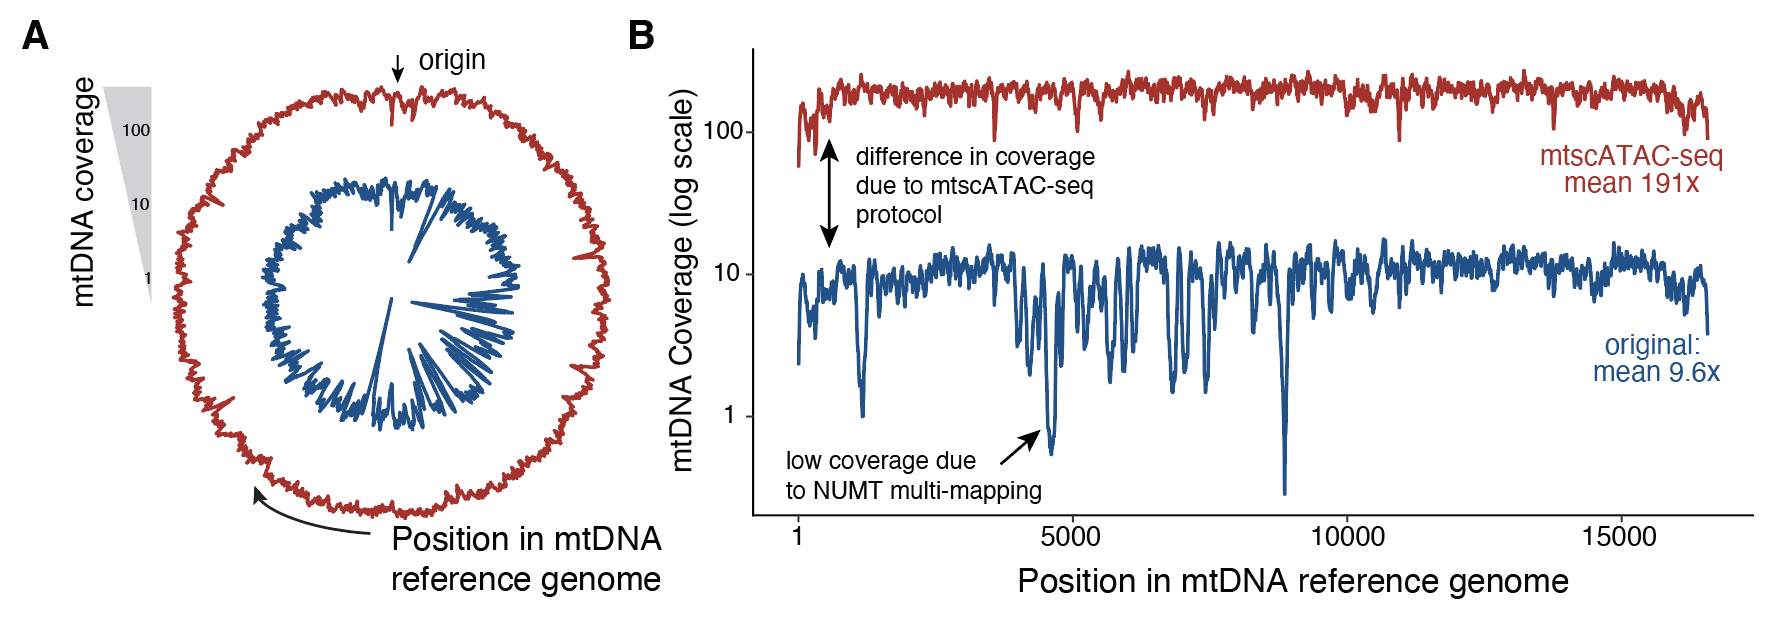 A
origin
mtDNA coverage
100
10
1
Position in mtDNA
reference genome
B
mtDNA Coverage (log scale)
100
10
1
difference in coverage
due to mtscATAC-seq
protocol
mtscATAC-seq
mean 191x
original:
mean 9.6x
low coverage due
to NUMT multi-mapping
1
5000
10000
15000
Position in mtDNA reference genome